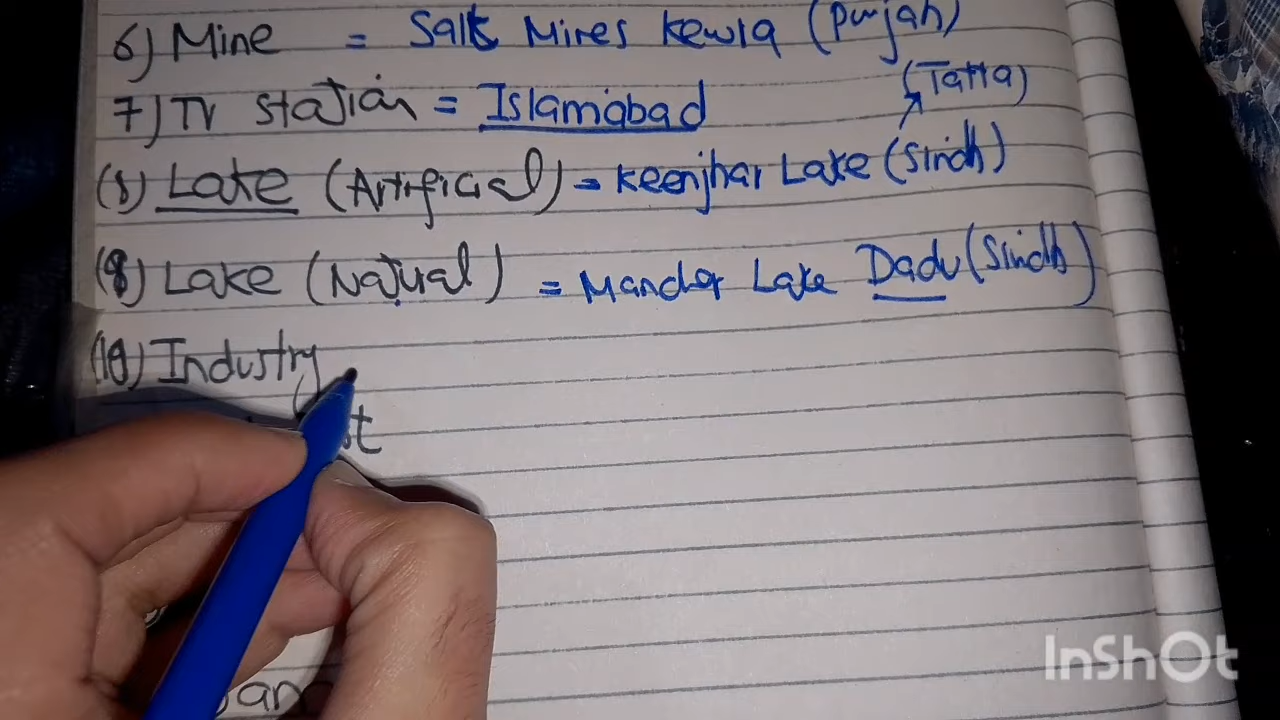 6) Mine = Salt Mines Kewra (Punjab)
7) TV Station = Islamabad
(Tatta)
(8) Lake (Artificial) = Keenjhar Lake (Sindh)
(9) Lake (Natural) = Manchar Lake Dadu (Sindh)
(10) Industry
InShOt